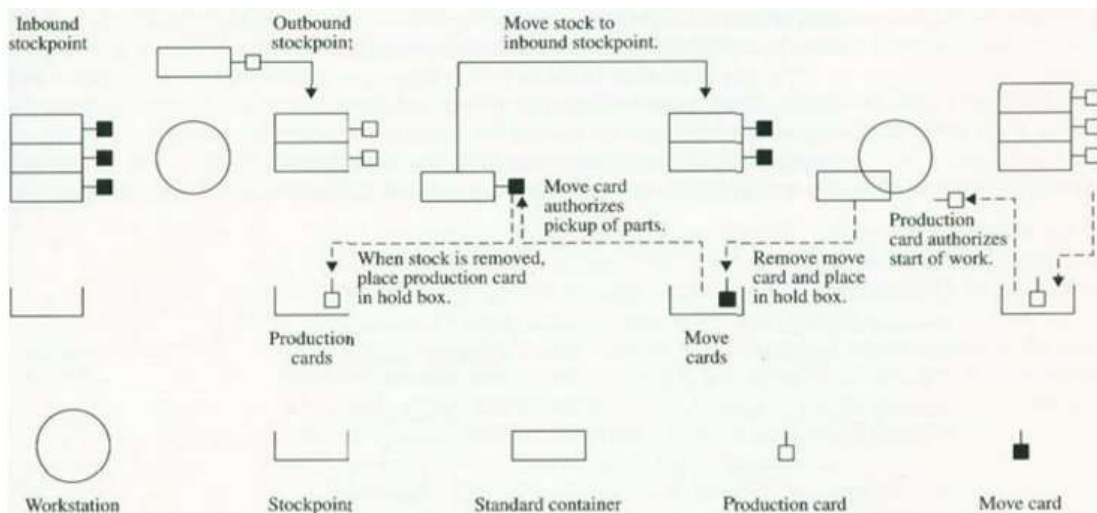 Inbound
stockpoint
Outbound
stockpoint
Move stock to
inbound stockpoint.
Move card
authorizes
pickup of parts.
Production
card authorizes
start of work.
When stock is removed,
place production card
in hold box.
Remove move
card and place
in hold box.
Production
cards
Move
cards
Workstation
Stockpoint
Standard container
Production card
Move card